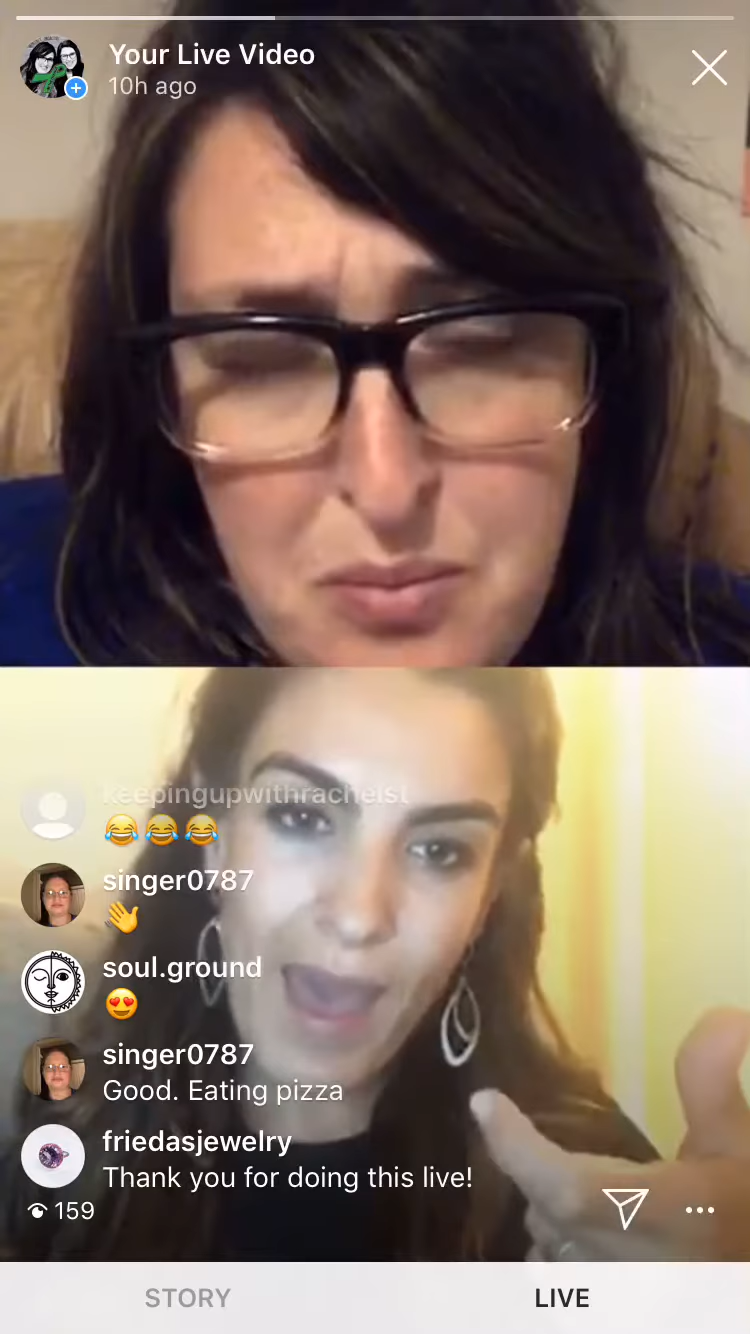 Your Live Video
10h ago
keepingupwithrachelst
😂😂😂
singer0787
👋
soul.ground
😍
singer0787
Good. Eating pizza
friedasjewelry
Thank you for doing this live!
159
STORY
LIVE